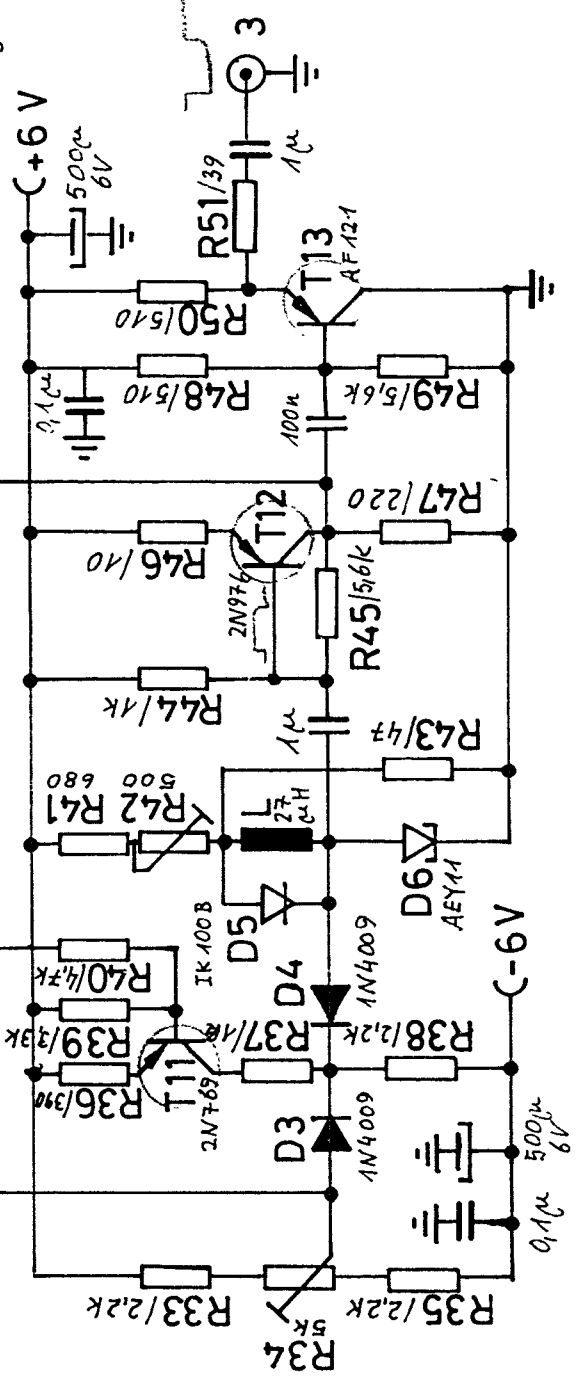 3
+6 V
500µ
6V
R51/39
1µ
T13
AF121
R50/510
R48/510
0,1µ
R49/5,6k
100n
T12
2N976
R46/10
R47/220
R45/5,6k
R44/1k
1µ
R43/47
R41
680
R42
500
L
27
µH
D6
AEY11
D5
1K100B
D4
1N4009
-6V
R40/4,7k
R39/3,3k
R36/390
T11
2N769
R37/1k
R38/2,2k
D3
1N4009
500µ
6V
0,1µ
R33/2,2k
R34
5k
R35/2,2k